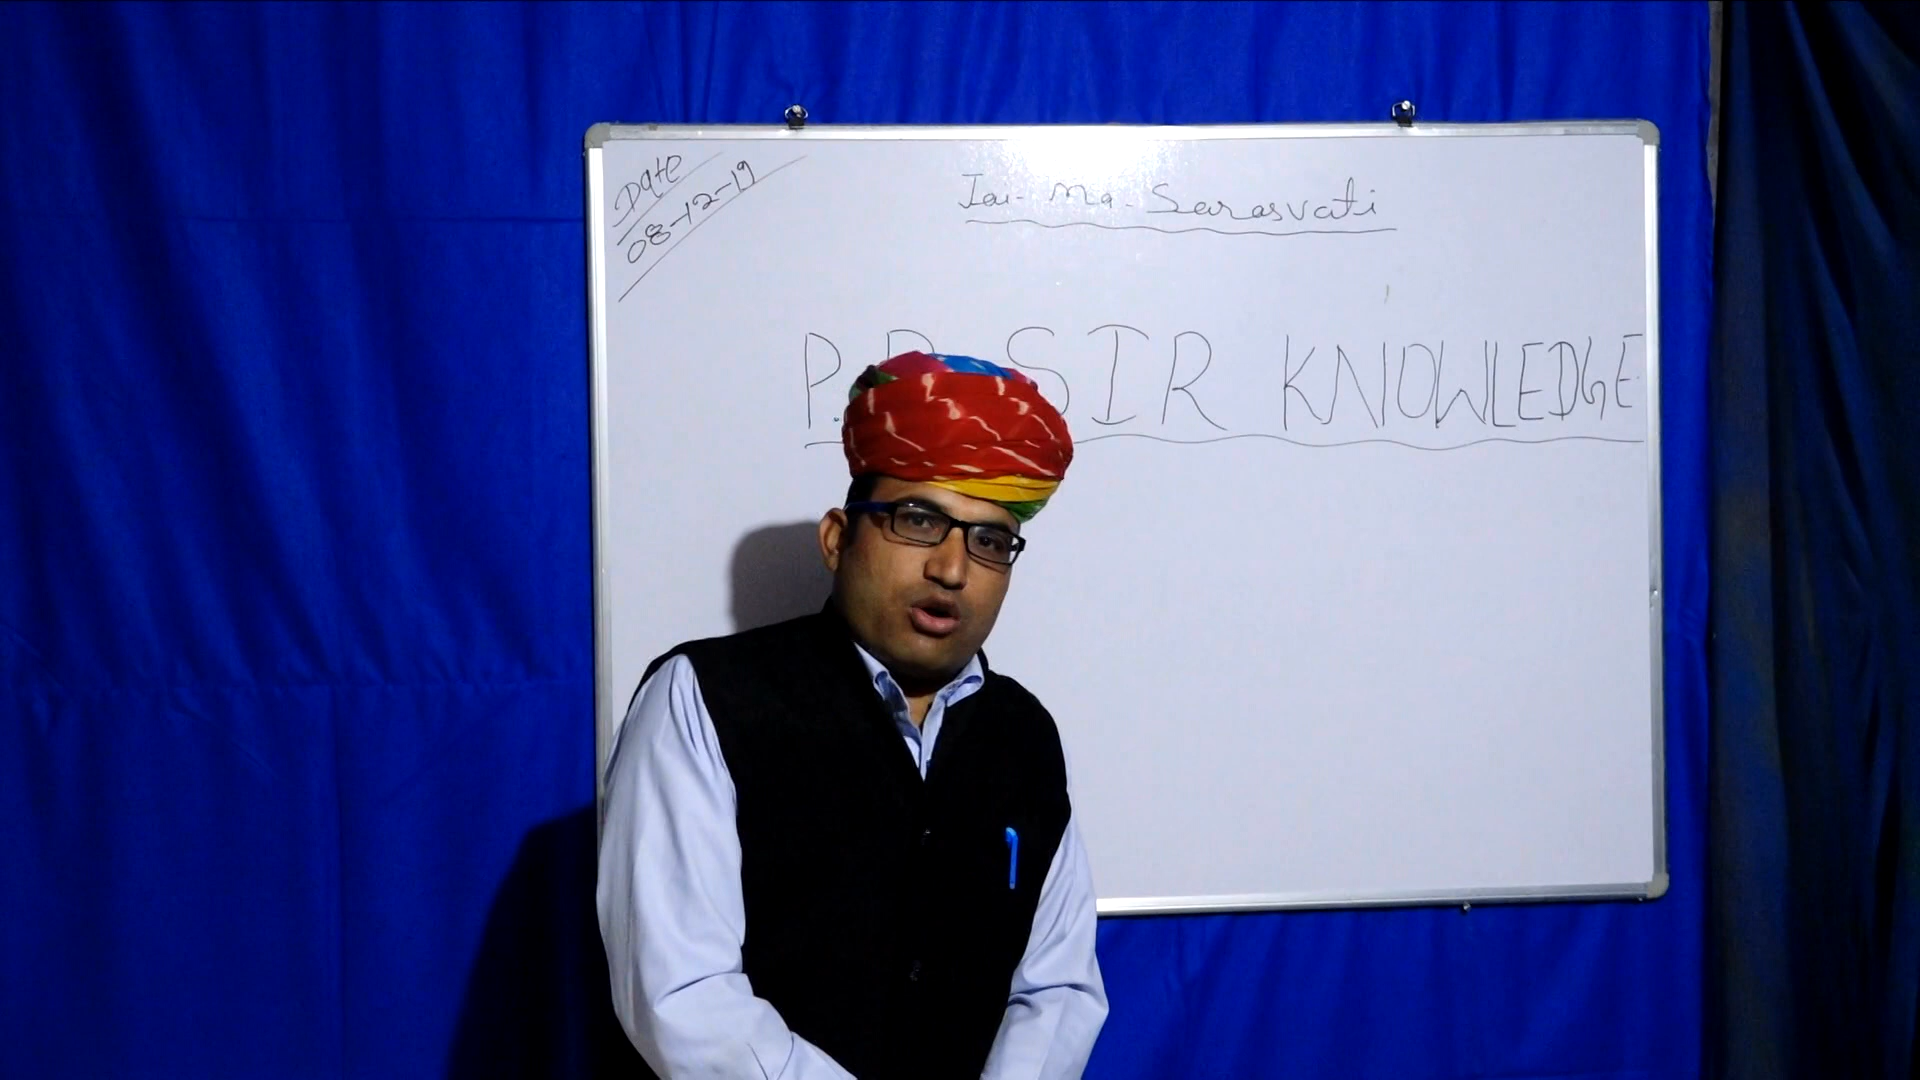 Date
08-12-19
Jai- Ma. Sarasvati
P. SIR KNOWLEDGE